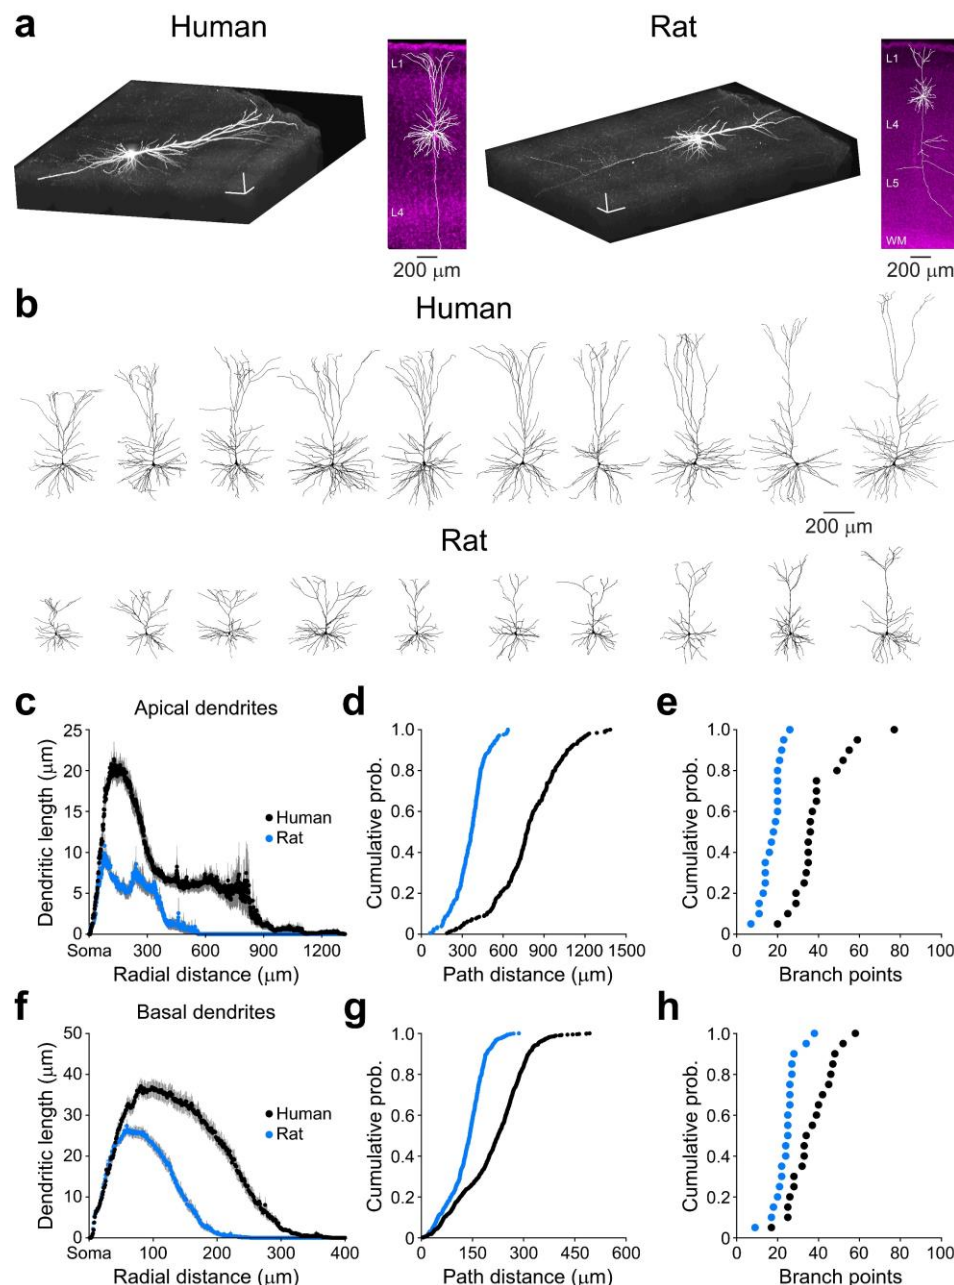 a
Human
Rat
L1
L4
200 μm
L1
L4
L5
WM
200 μm
b
Human
200 μm
Rat
c
Apical dendrites
Dendritic length (μm)
25
20
15
10
5
0
Human
Rat
Soma 300 600 900 1200
Radial distance (μm)
d
Cumulative prob.
1.0
0.8
0.6
0.4
0.2
0
0 300 600 900 1200 1500
Path distance (μm)
e
Cumulative prob.
1.0
0.8
0.6
0.4
0.2
0
0 20 40 60 80 100
Branch points
f
Basal dendrites
Dendritic length (μm)
50
40
30
20
10
0
Human
Rat
Soma 100 200 300 400
Radial distance (μm)
g
Cumulative prob.
1.0
0.8
0.6
0.4
0.2
0
0 150 300 450 600
Path distance (μm)
h
Cumulative prob.
1.0
0.8
0.6
0.4
0.2
0
0 20 40 60 80 100
Branch points